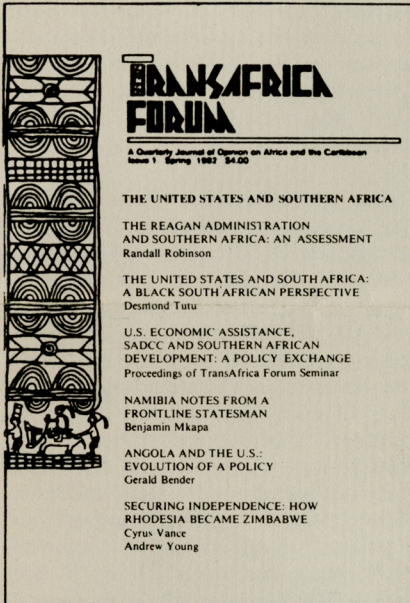 TRANSAFRICA
FORUM
A Quarterly Journal of Opinion on Africa and the Caribbean
Issue 1 Spring 1982 $4.00
THE UNITED STATES AND SOUTHERN AFRICA
THE REAGAN ADMINISTRATION
AND SOUTHERN AFRICA: AN ASSESSMENT
Randall Robinson
THE UNITED STATES AND SOUTH AFRICA:
A BLACK SOUTH AFRICAN PERSPECTIVE
Desmond Tutu
U.S. ECONOMIC ASSISTANCE,
SADCC AND SOUTHERN AFRICAN
DEVELOPMENT: A POLICY EXCHANGE
Proceedings of TransAfrica Forum Seminar
NAMIBIA NOTES FROM A
FRONTLINE STATESMAN
Benjamin Mkapa
ANGOLA AND THE U.S.:
EVOLUTION OF A POLICY
Gerald Bender
SECURING INDEPENDENCE: HOW
RHODESIA BECAME ZIMBABWE
Cyrus Vance
Andrew Young